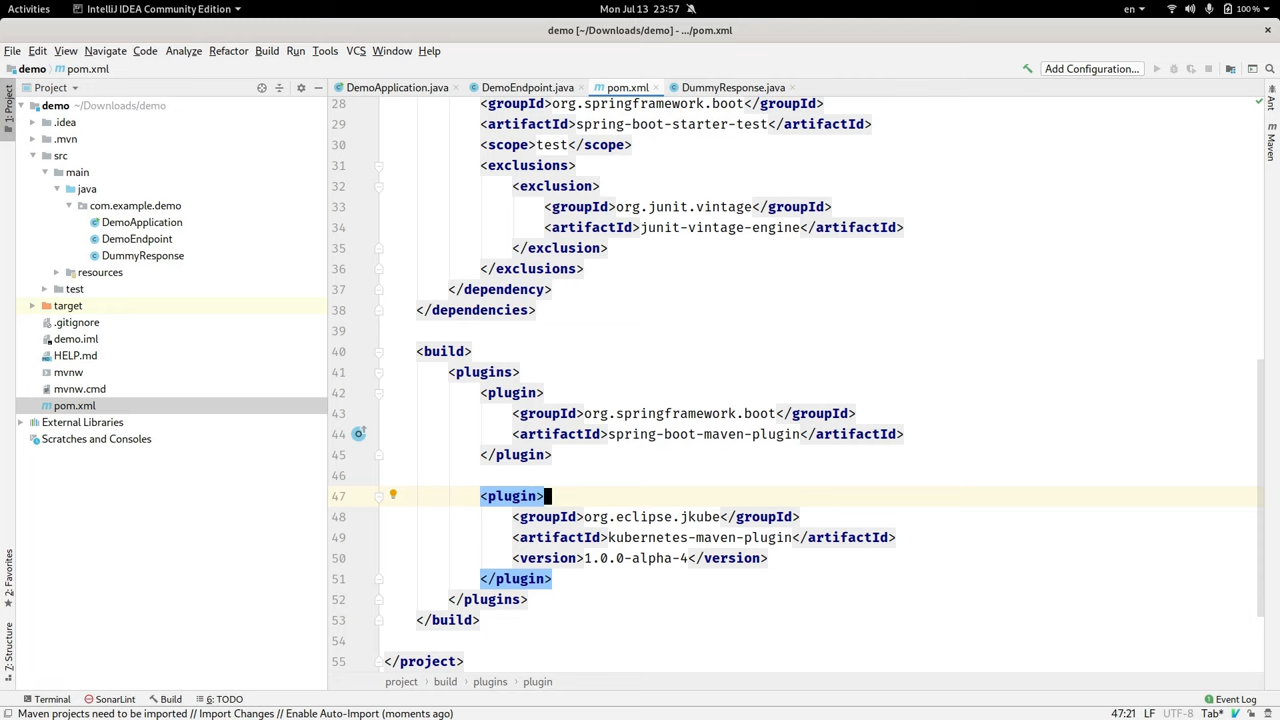 Activities IntelliJ IDEA Community Edition Mon Jul 13 23:57 en 100 %
demo [~/Downloads/demo] - .../pom.xml
File Edit View Navigate Code Analyze Refactor Build Run Tools VCS Window Help
demo pom.xml Add Configuration...
Project DemoApplication.java DemoEndpoint.java pom.xml DummyResponse.java
1: Project
Ant
Maven
2: Favorites
7: Structure
demo ~/Downloads/demo
.idea
.mvn
src
main
java
com.example.demo
DemoApplication
DemoEndpoint
DummyResponse
resources
test
target
.gitignore
demo.iml
HELP.md
mvnw
mvnw.cmd
pom.xml
External Libraries
Scratches and Consoles
28 <groupId>org.springframework.boot</groupId>
29 <artifactId>spring-boot-starter-test</artifactId>
30 <scope>test</scope>
31 <exclusions>
32 <exclusion>
33 <groupId>org.junit.vintage</groupId>
34 <artifactId>junit-vintage-engine</artifactId>
35 </exclusion>
36 </exclusions>
37 </dependency>
38 </dependencies>
39
40 <build>
41 <plugins>
42 <plugin>
43 <groupId>org.springframework.boot</groupId>
44 <artifactId>spring-boot-maven-plugin</artifactId>
45 </plugin>
46
47 <plugin>
48 <groupId>org.eclipse.jkube</groupId>
49 <artifactId>kubernetes-maven-plugin</artifactId>
50 <version>1.0.0-alpha-4</version>
51 </plugin>
52 </plugins>
53 </build>
54
55 </project>
project build plugins plugin
Terminal SonarLint Build 6: TODO Event Log
Maven projects need to be imported // Import Changes // Enable Auto-Import (moments ago) 47:21 LF UTF-8 Tab*